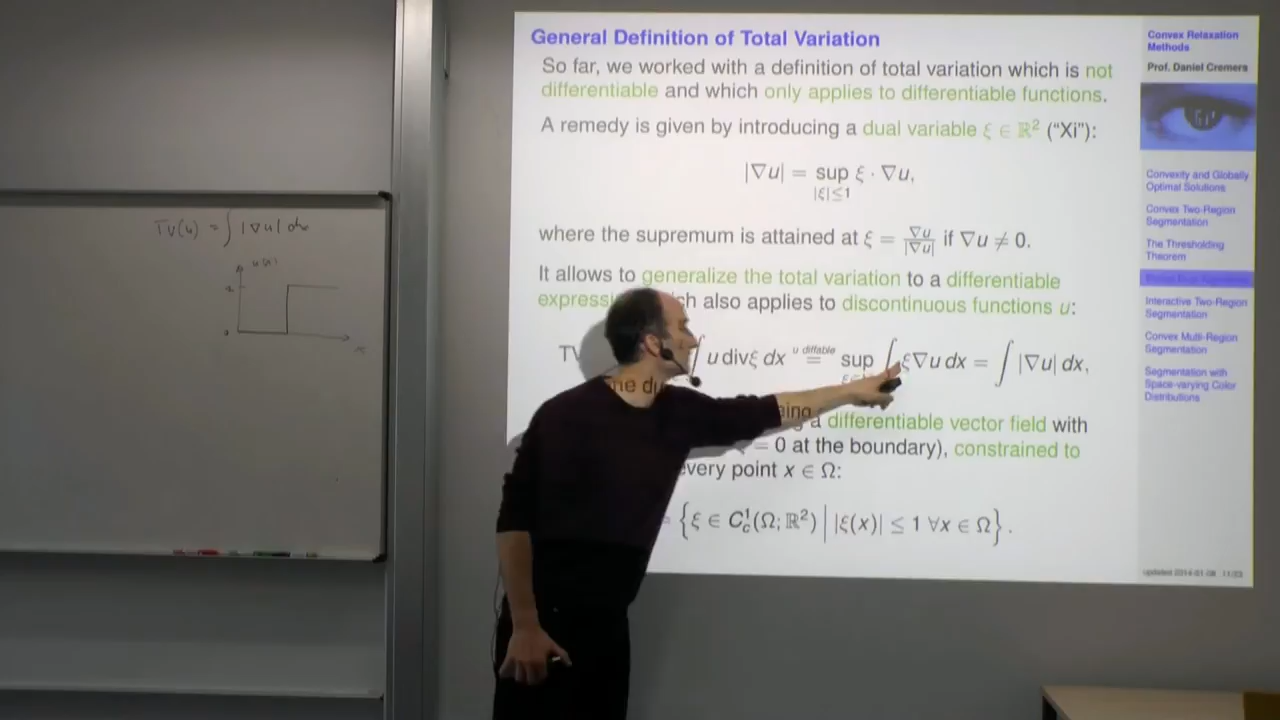 TV(u) = ∫ |∇u| dx
u(x)
General Definition of Total Variation
So far, we worked with a definition of total variation which is not
differentiable and which only applies to differentiable functions.
A remedy is given by introducing a dual variable ξ ∈ ℝ² ("Xi"):
|∇u| = sup ξ · ∇u,
|ξ|≤1
where the supremum is attained at ξ = ∇u/|∇u| if ∇u ≠ 0.
It allows to generalize the total variation to a differentiable
also applies to discontinuous functions u:
u diffable
∫ u divξ dx = sup ∫ ξ∇u dx = ∫ |∇u| dx,
a differentiable vector field with
= 0 at the boundary), constrained to
every point x ∈ Ω:
= {ξ ∈ C¹c(Ω; ℝ²) | |ξ(x)| ≤ 1 ∀x ∈ Ω}.
Convex Relaxation
Methods
Prof. Daniel Cremers
Convexity and Globally
Optimal Solutions
Convex Two-Region
Segmentation
The Thresholding
Theorem
Interactive Two-Region
Segmentation
Convex Multi-Region
Segmentation
Segmentation with
Space-varying Color
Distributions